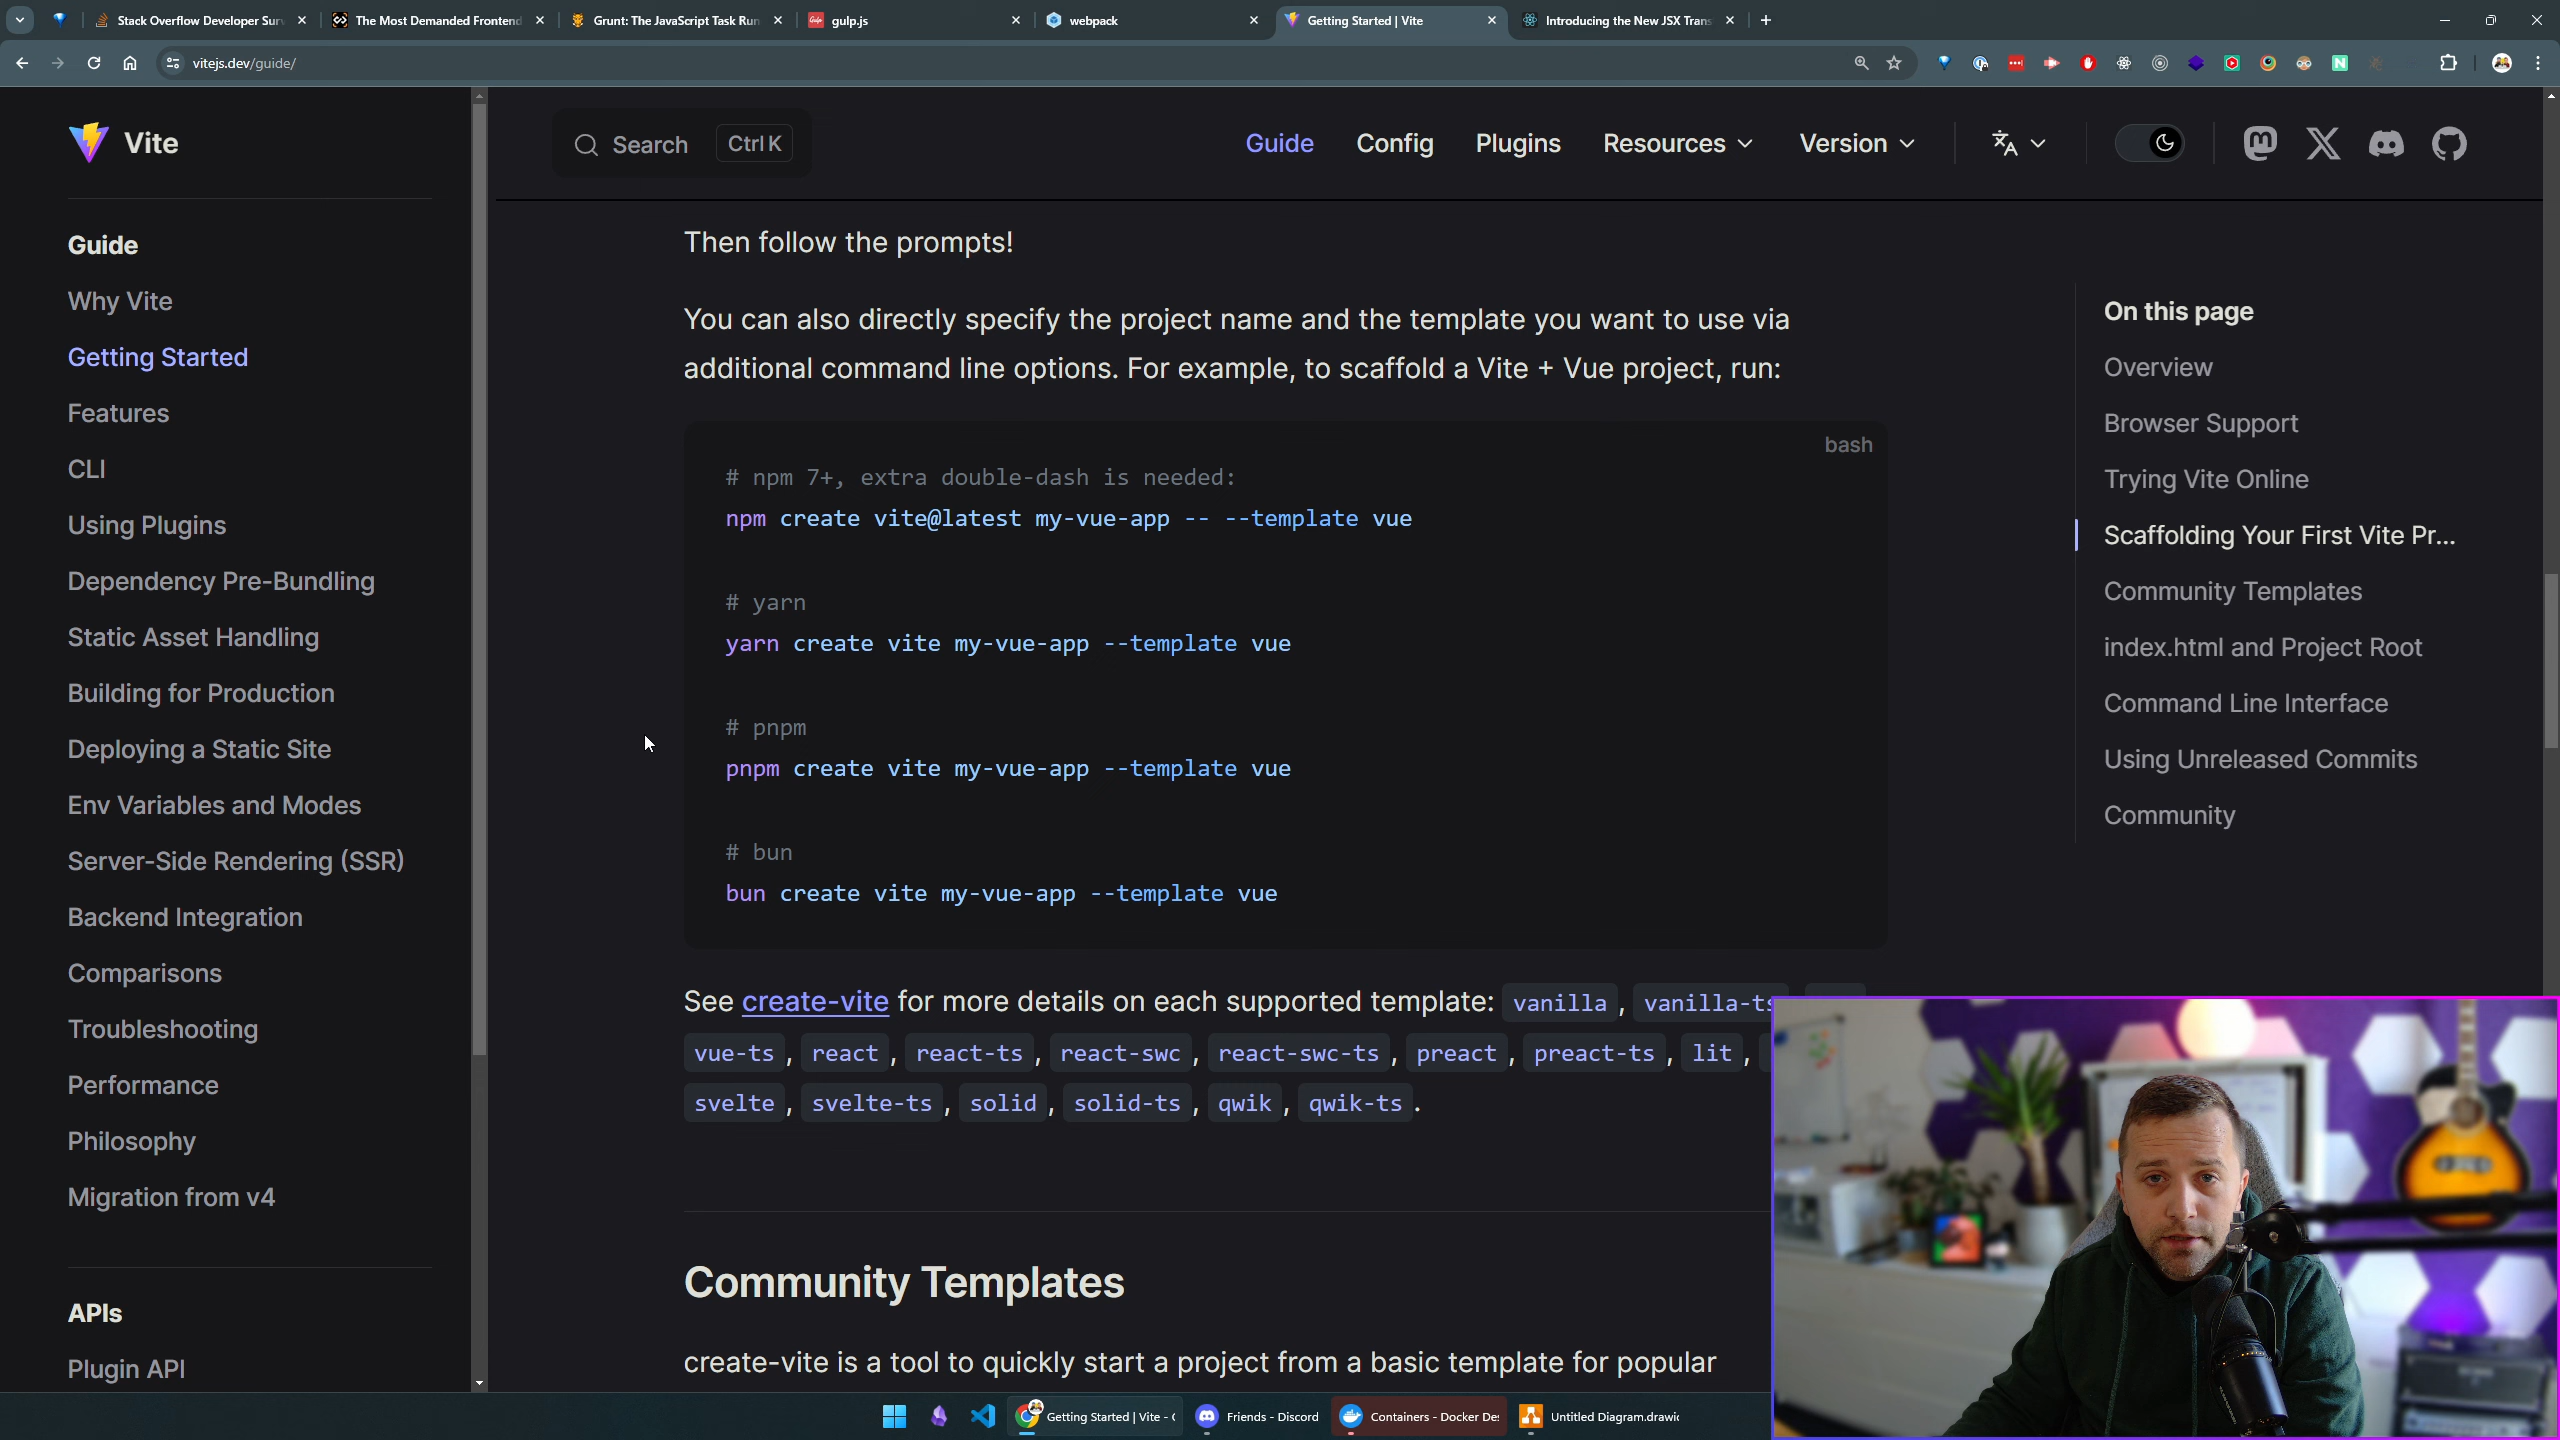 Stack Overflow Developer Surv
The Most Demanded Frontend
Grunt: The JavaScript Task Run
gulp.js
webpack
Getting Started | Vite
Introducing the New JSX Trans
vitejs.dev/guide/
Vite
Search
Ctrl K
Guide
Config
Plugins
Resources
Version
Guide
Why Vite
Getting Started
Features
CLI
Using Plugins
Dependency Pre-Bundling
Static Asset Handling
Building for Production
Deploying a Static Site
Env Variables and Modes
Server-Side Rendering (SSR)
Backend Integration
Comparisons
Troubleshooting
Performance
Philosophy
Migration from v4
APIs
Plugin API
Then follow the prompts!
You can also directly specify the project name and the template you want to use via
additional command line options. For example, to scaffold a Vite + Vue project, run:
bash
# npm 7+, extra double-dash is needed:
npm create vite@latest my-vue-app -- --template vue
# yarn
yarn create vite my-vue-app --template vue
# pnpm
pnpm create vite my-vue-app --template vue
# bun
bun create vite my-vue-app --template vue
See create-vite for more details on each supported template: vanilla, vanilla-ts
vue-ts, react, react-ts, react-swc, react-swc-ts, preact, preact-ts, lit,
svelte, svelte-ts, solid, solid-ts, qwik, qwik-ts.
Community Templates
create-vite is a tool to quickly start a project from a basic template for popular
On this page
Overview
Browser Support
Trying Vite Online
Scaffolding Your First Vite Pr...
Community Templates
index.html and Project Root
Command Line Interface
Using Unreleased Commits
Community
Getting Started | Vite - G
Friends - Discord
Containers - Docker Des
Untitled Diagram.drawio